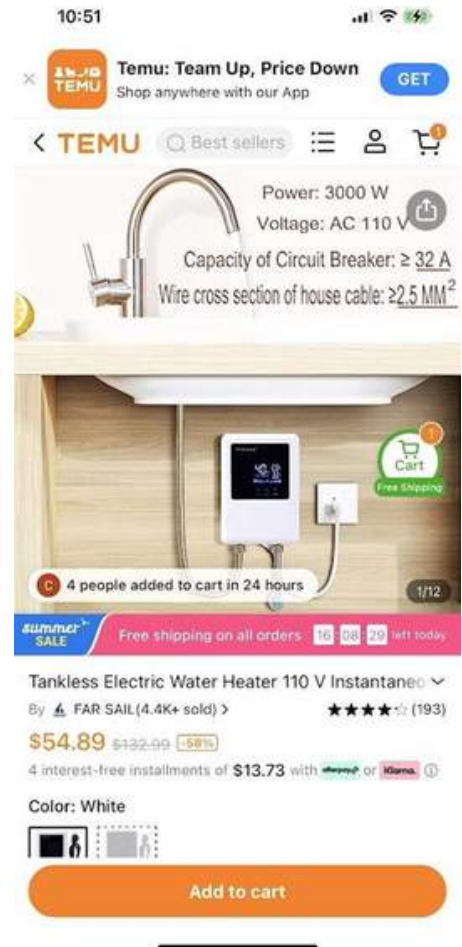 10:51
Temu: Team Up, Price Down
TEMU
Shop anywhere with our App
GET
TEMU
Best sellers
1
Power: 3000 W
Voltage: AC 110 V
Capacity of Circuit Breaker: ≥ 32 A
Wire cross section of house cable: ≥2.5 MM²
1
Cart
Free Shipping
C
4 people added to cart in 24 hours
1/12
summer
SALE
Free shipping on all orders 16 08 29 left today
Tankless Electric Water Heater 110 V Instantaneo
By FAR SAIL(4.4K+ sold) (193)
$54.89 $132.99 -58%
4 interest-free installments of $13.73 with afterpay or Klarna.
Color: White
Add to cart